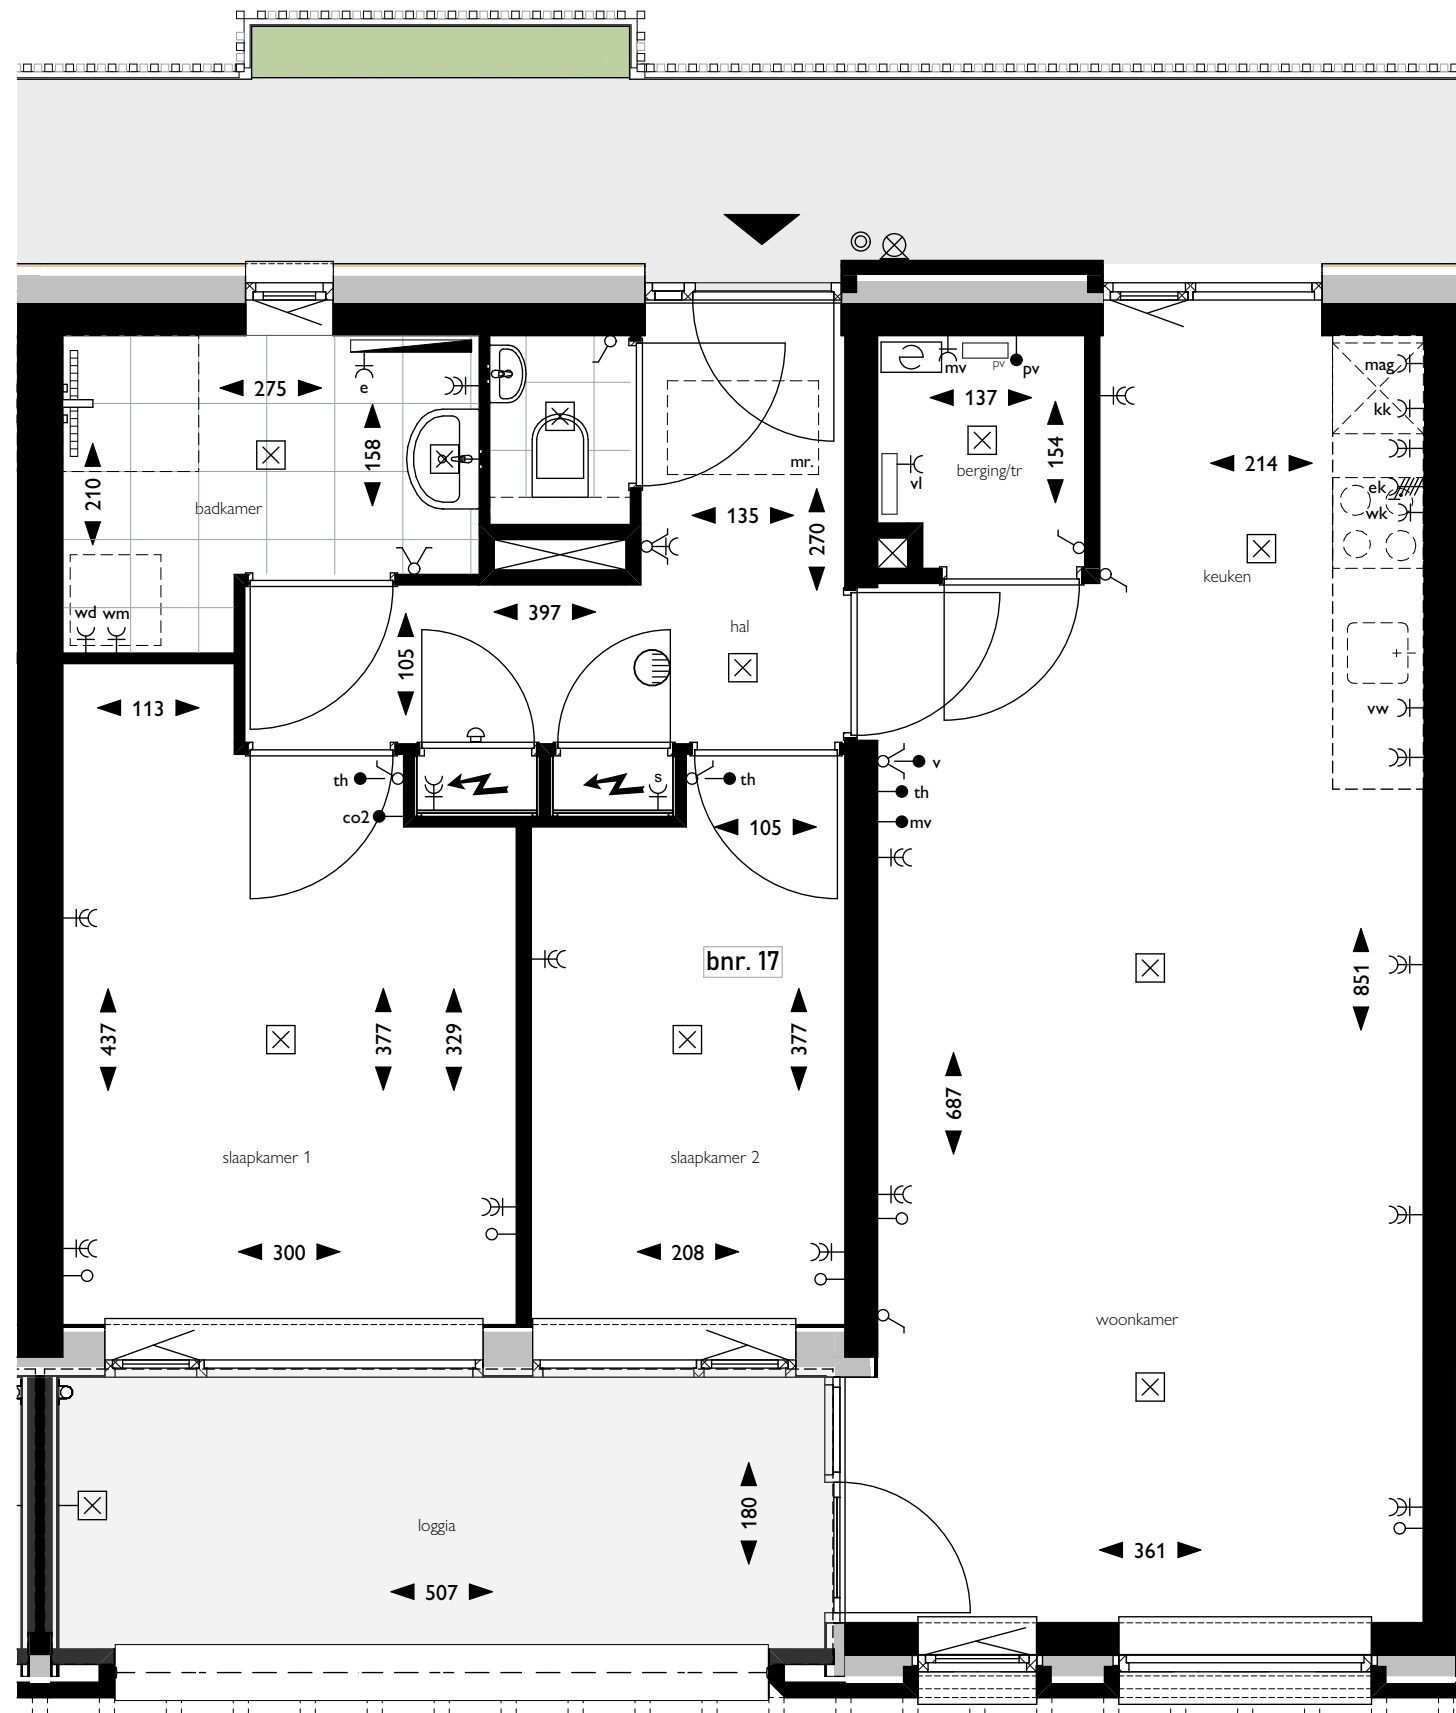 mag
e
mv
pv
pv
275
137
kk
158
154
mr.
214
vl
berging/tr
210
ek
badkamer
135
270
wk
keuken
wd wm
397
hal
105
113
vw
th
s
th
v
th
co2
105
mv
bnr. 17
851
437
377
329
377
687
slaapkamer 1
slaapkamer 2
300
208
woonkamer
180
loggia
361
507